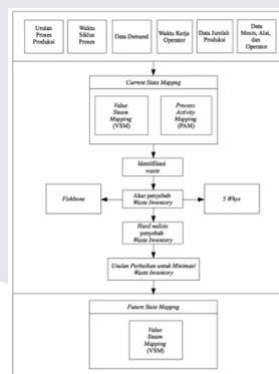 Urutan
Proses
Produksi
Waktu
Siklus
Proses
Data Demand
Waktu Kerja
Operator
Data Jumlah
Produksi
Data
Mesin, Alat,
dan
Operator
Current State Mappng
Value
Steam
Mapping
(VSM)
Process
Activity
Mapping
(PAM)
Identifikasi
waste
Fishbone
Akar penyebab
Waste Inventory
5 Whys
Hasil analisis
penyebab
Waste Inventory
Usulan Perbaikan untuk Minimasi
Waste Inventory
Future State Mappng
Value
Steam
Mapping
(VSM)